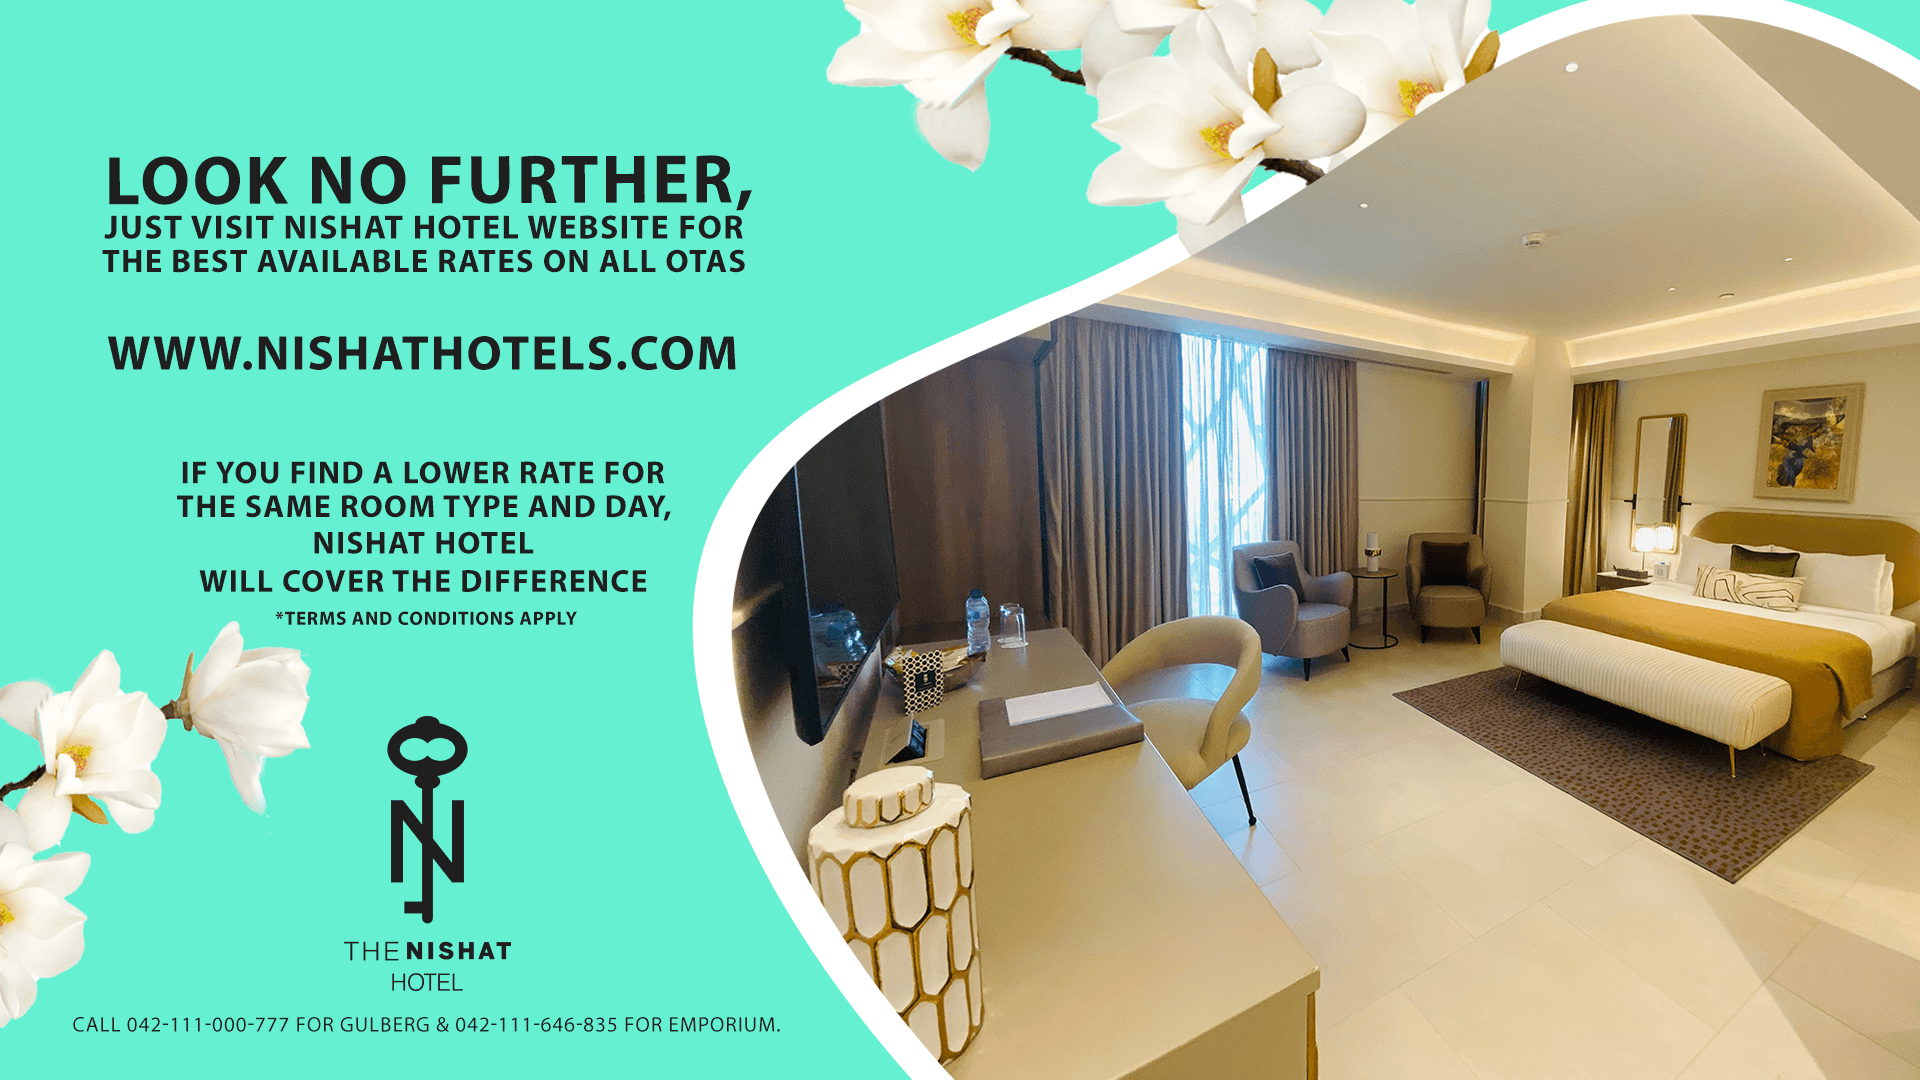 LOOK NO FURTHER,
JUST VISIT NISHAT HOTEL WEBSITE FOR
THE BEST AVAILABLE RATES ON ALL OTAS
WWW.NISHATHOTELS.COM
IF YOU FIND A LOWER RATE FOR
THE SAME ROOM TYPE AND DAY,
NISHAT HOTEL
WILL COVER THE DIFFERENCE
*TERMS AND CONDITIONS APPLY
N
THE NISHAT
HOTEL
CALL 042-111-000-777 FOR GULBERG & 042-111-646-835 FOR EMPORIUM.